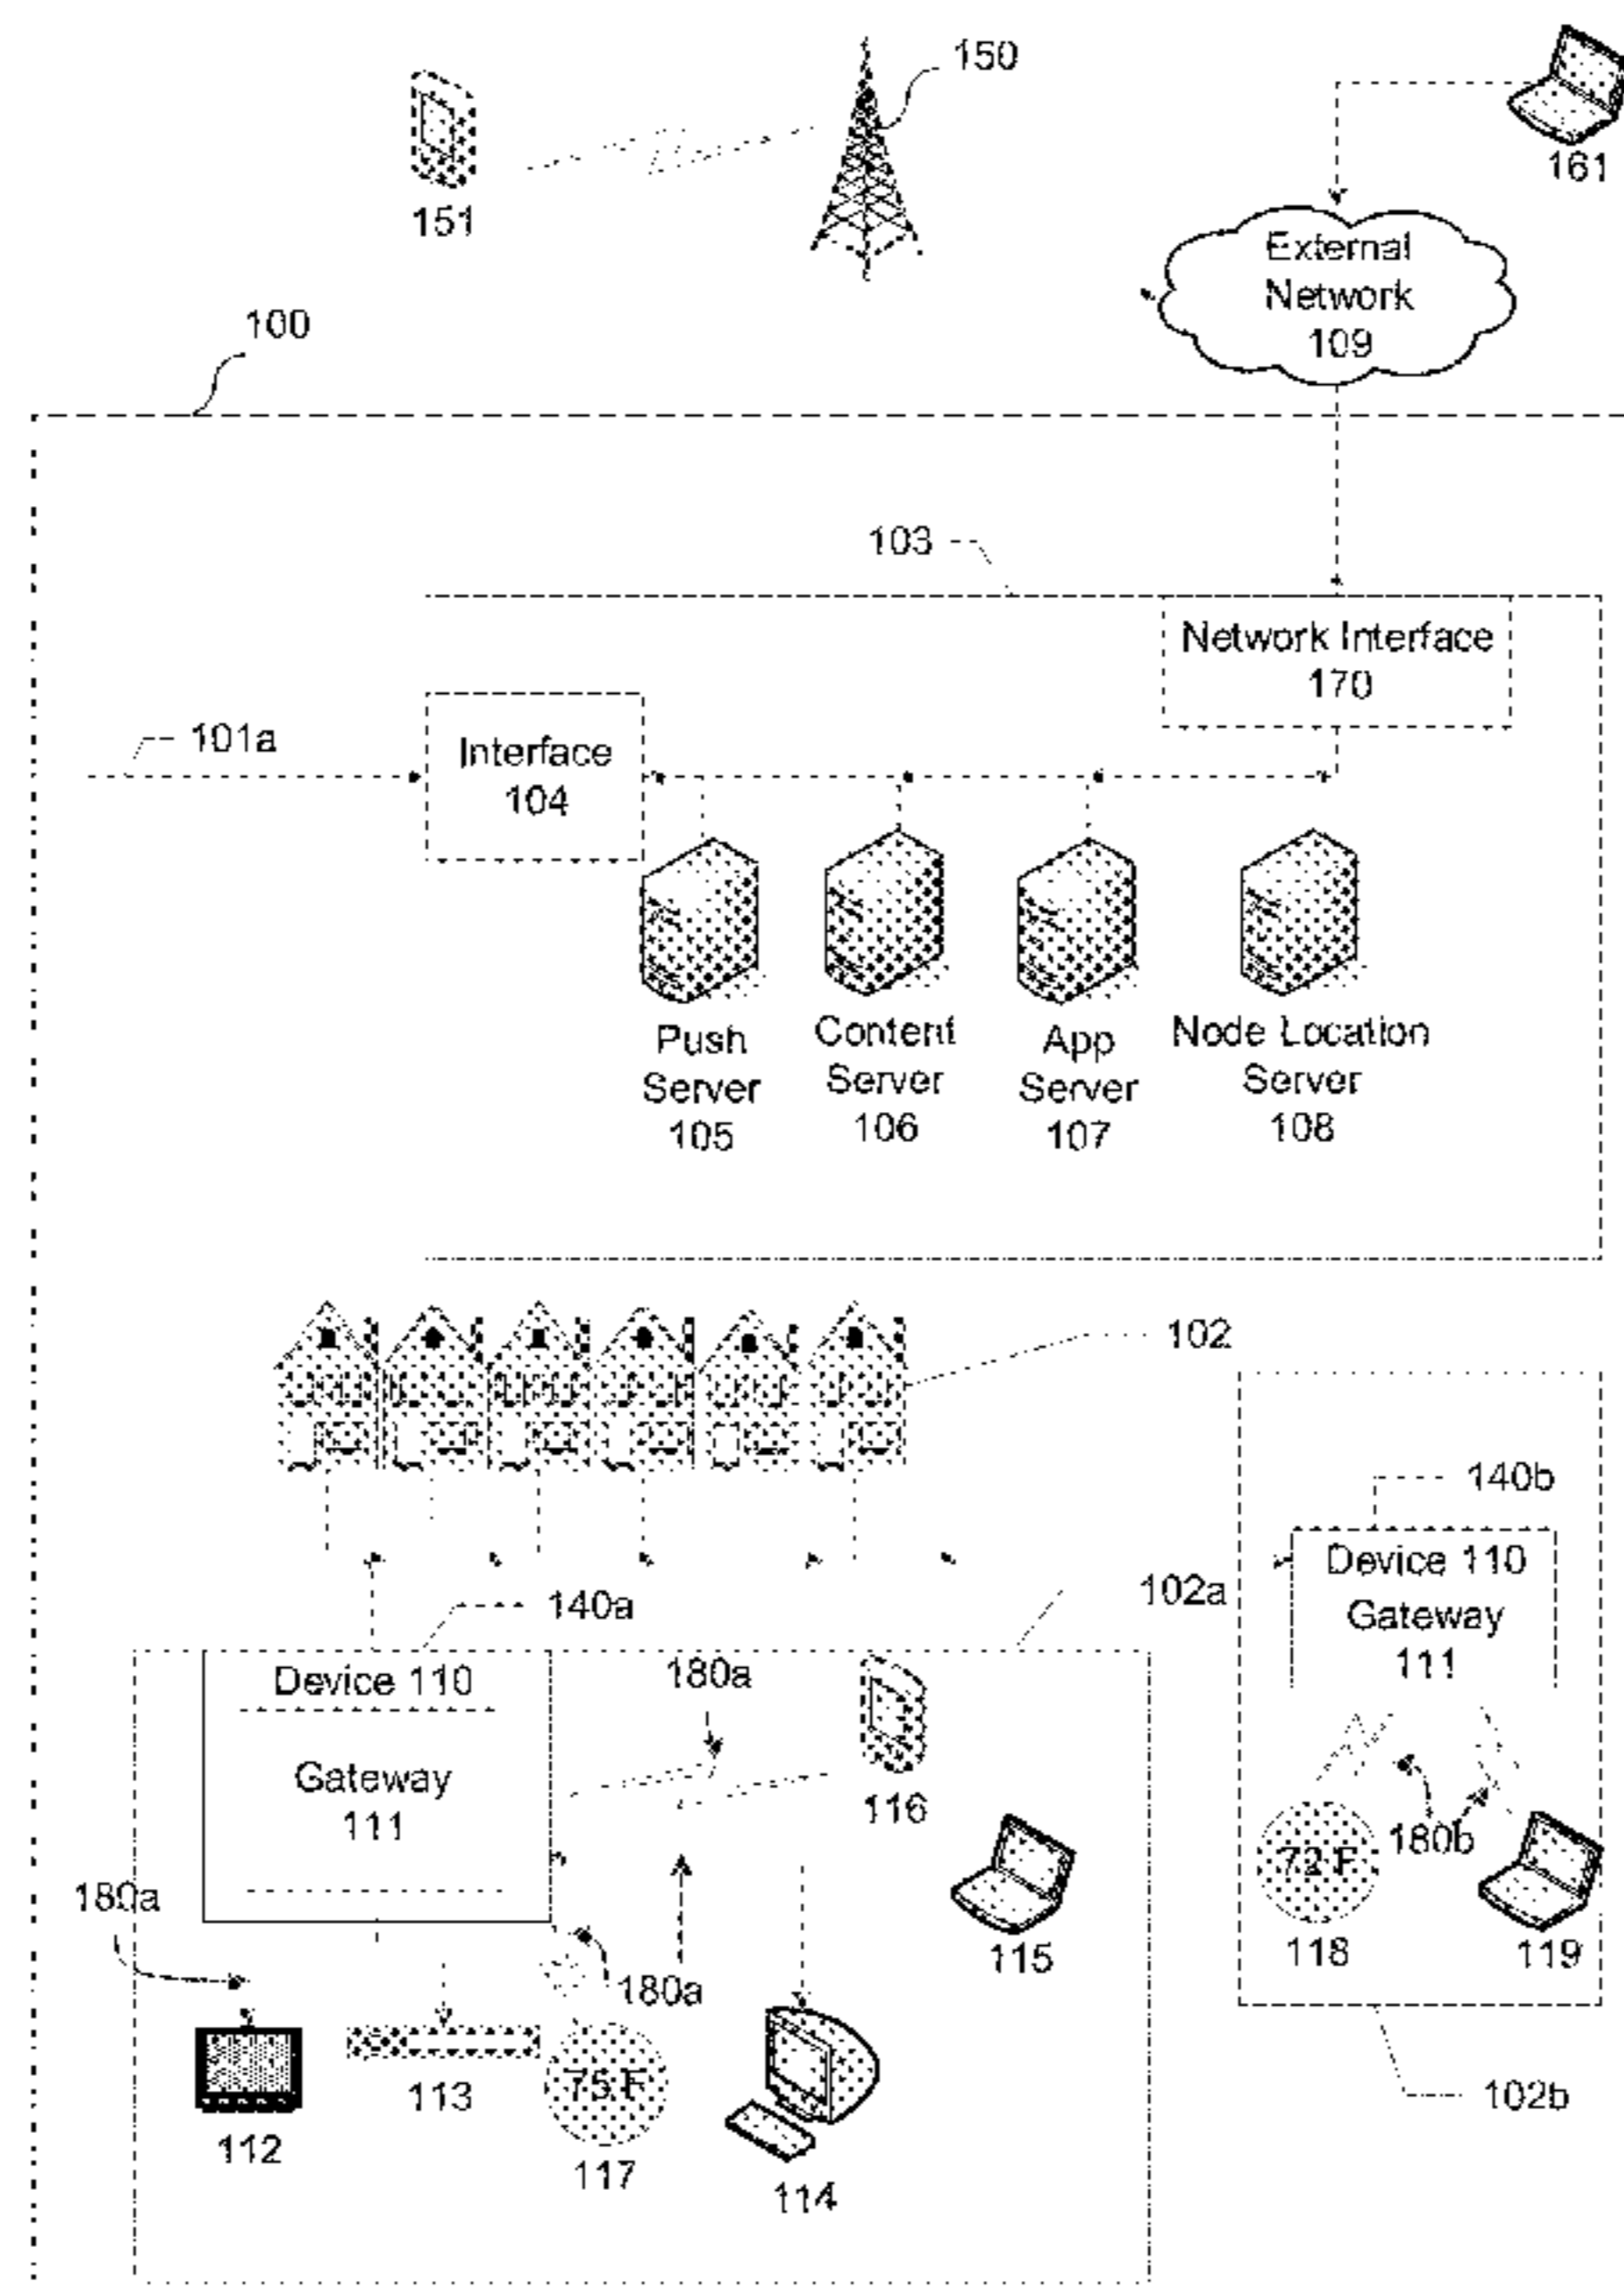 150
161
151
External
Network
109
100
103
Network Interface
170
101a
Interface
104
Push
Server
105
Content
Server
106
App
Server
107
Node Location
Server
108
102
140b
Device 110
Gateway
111
102a
140a
Device 110
Gateway
111
180a
116
180b
72 F
118
119
180a
115
180a
75 F
112
113
117
114
102b